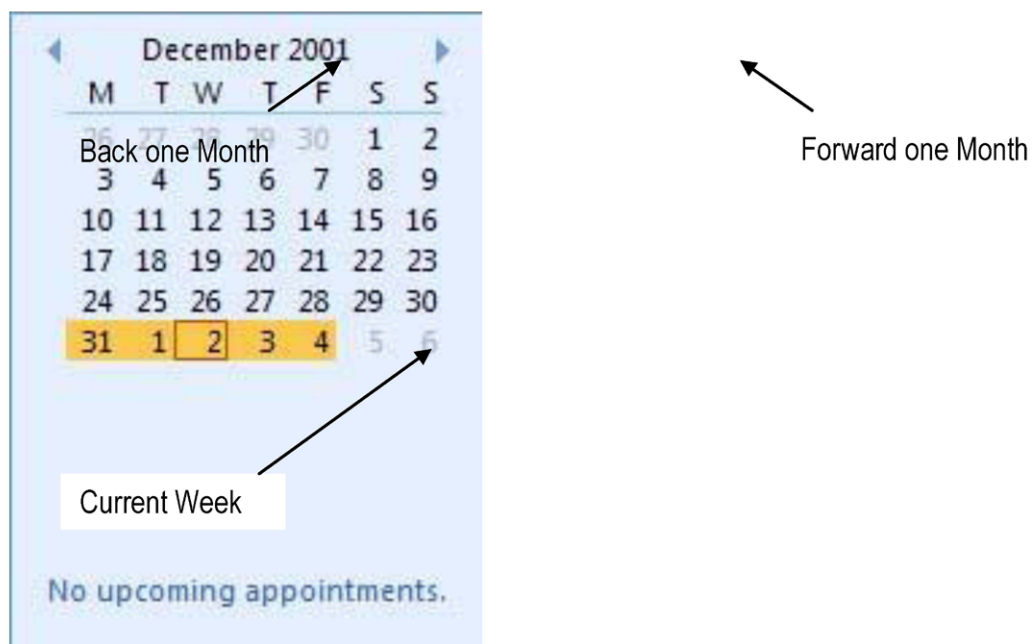 December 2001
M T W T F S S
26 27 28 29 30 1 2
Back one Month
Forward one Month
3 4 5 6 7 8 9
10 11 12 13 14 15 16
17 18 19 20 21 22 23
24 25 26 27 28 29 30
31 1 2 3 4 5 6
Current Week
No upcoming appointments.